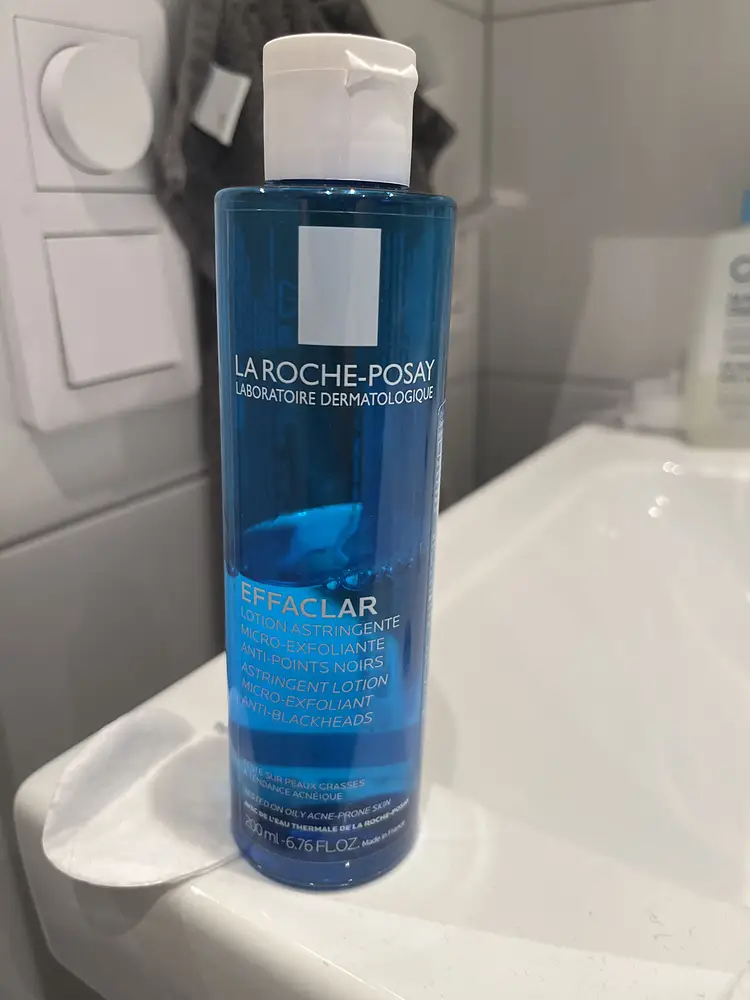 LA ROCHE-POSAY
LABORATOIRE DERMATOLOGIQUE
EFFACLAR
LOTION ASTRINGENTE
MICRO-EXFOLIANTE
ANTI-POINTS NOIRS
ASTRINGENT LOTION
MICRO-EXFOLIANT
ANTI-BLACKHEADS
TESTÉ SUR PEAUX GRASSES
À TENDANCE ACNÉIQUE
TESTED ON OILY ACNE-PRONE SKIN
AVEC DE L'EAU THERMALE DE LA ROCHE-POSAY
200 ml - 6.76 FL.OZ. Made in France